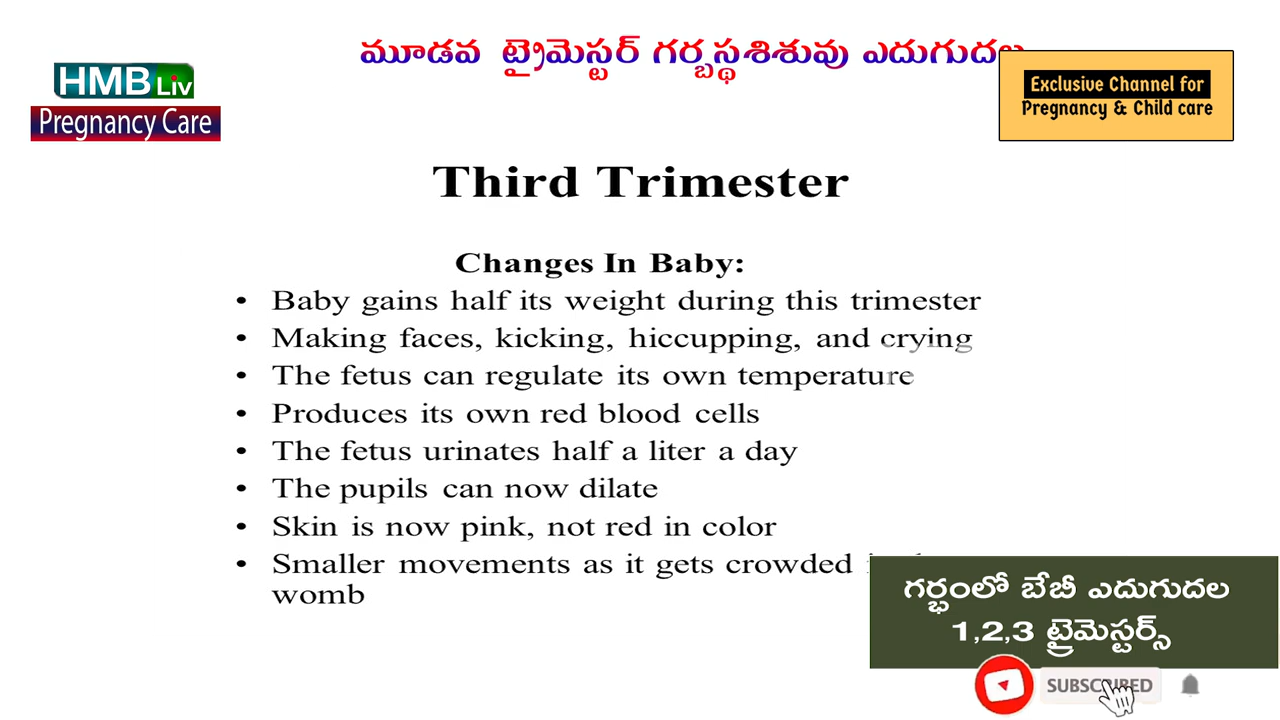 మూడవ ట్రైమెస్టర్ గర్భస్థశిశువు ఎదుగుదల
HMB Liv
Pregnancy Care
Exclusive Channel for
Pregnancy & Child care
Third Trimester
Changes In Baby:
• Baby gains half its weight during this trimester
• Making faces, kicking, hiccupping, and crying
• The fetus can regulate its own temperature
• Produces its own red blood cells
• The fetus urinates half a liter a day
• The pupils can now dilate
• Skin is now pink, not red in color
• Smaller movements as it gets crowded
womb
గర్భంలో బేబీ ఎదుగుదల
1,2,3 ట్రైమెస్టర్స్
SUBSCRIBED